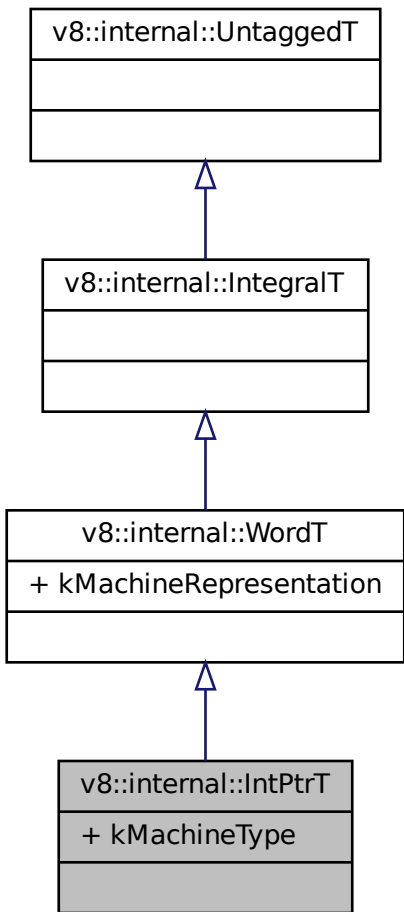 v8::internal::UntaggedT
v8::internal::IntegralT
v8::internal::WordT
+ kMachineRepresentation
v8::internal::IntPtrT
+ kMachineType